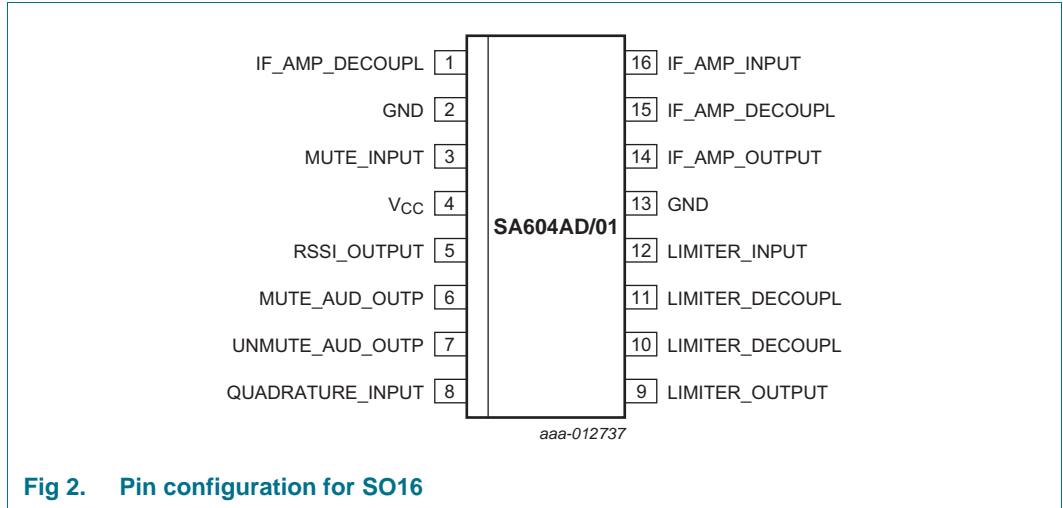 IF_AMP_DECOUPL 1 16 IF_AMP_INPUT
GND 2 15 IF_AMP_DECOUPL
MUTE_INPUT 3 14 IF_AMP_OUTPUT
VCC 4 13 GND
SA604AD/01
RSSI_OUTPUT 5 12 LIMITER_INPUT
MUTE_AUD_OUTP 6 11 LIMITER_DECOUPL
UNMUTE_AUD_OUTP 7 10 LIMITER_DECOUPL
QUADRATURE_INPUT 8 9 LIMITER_OUTPUT
aaa-012737
Fig 2. Pin configuration for SO16